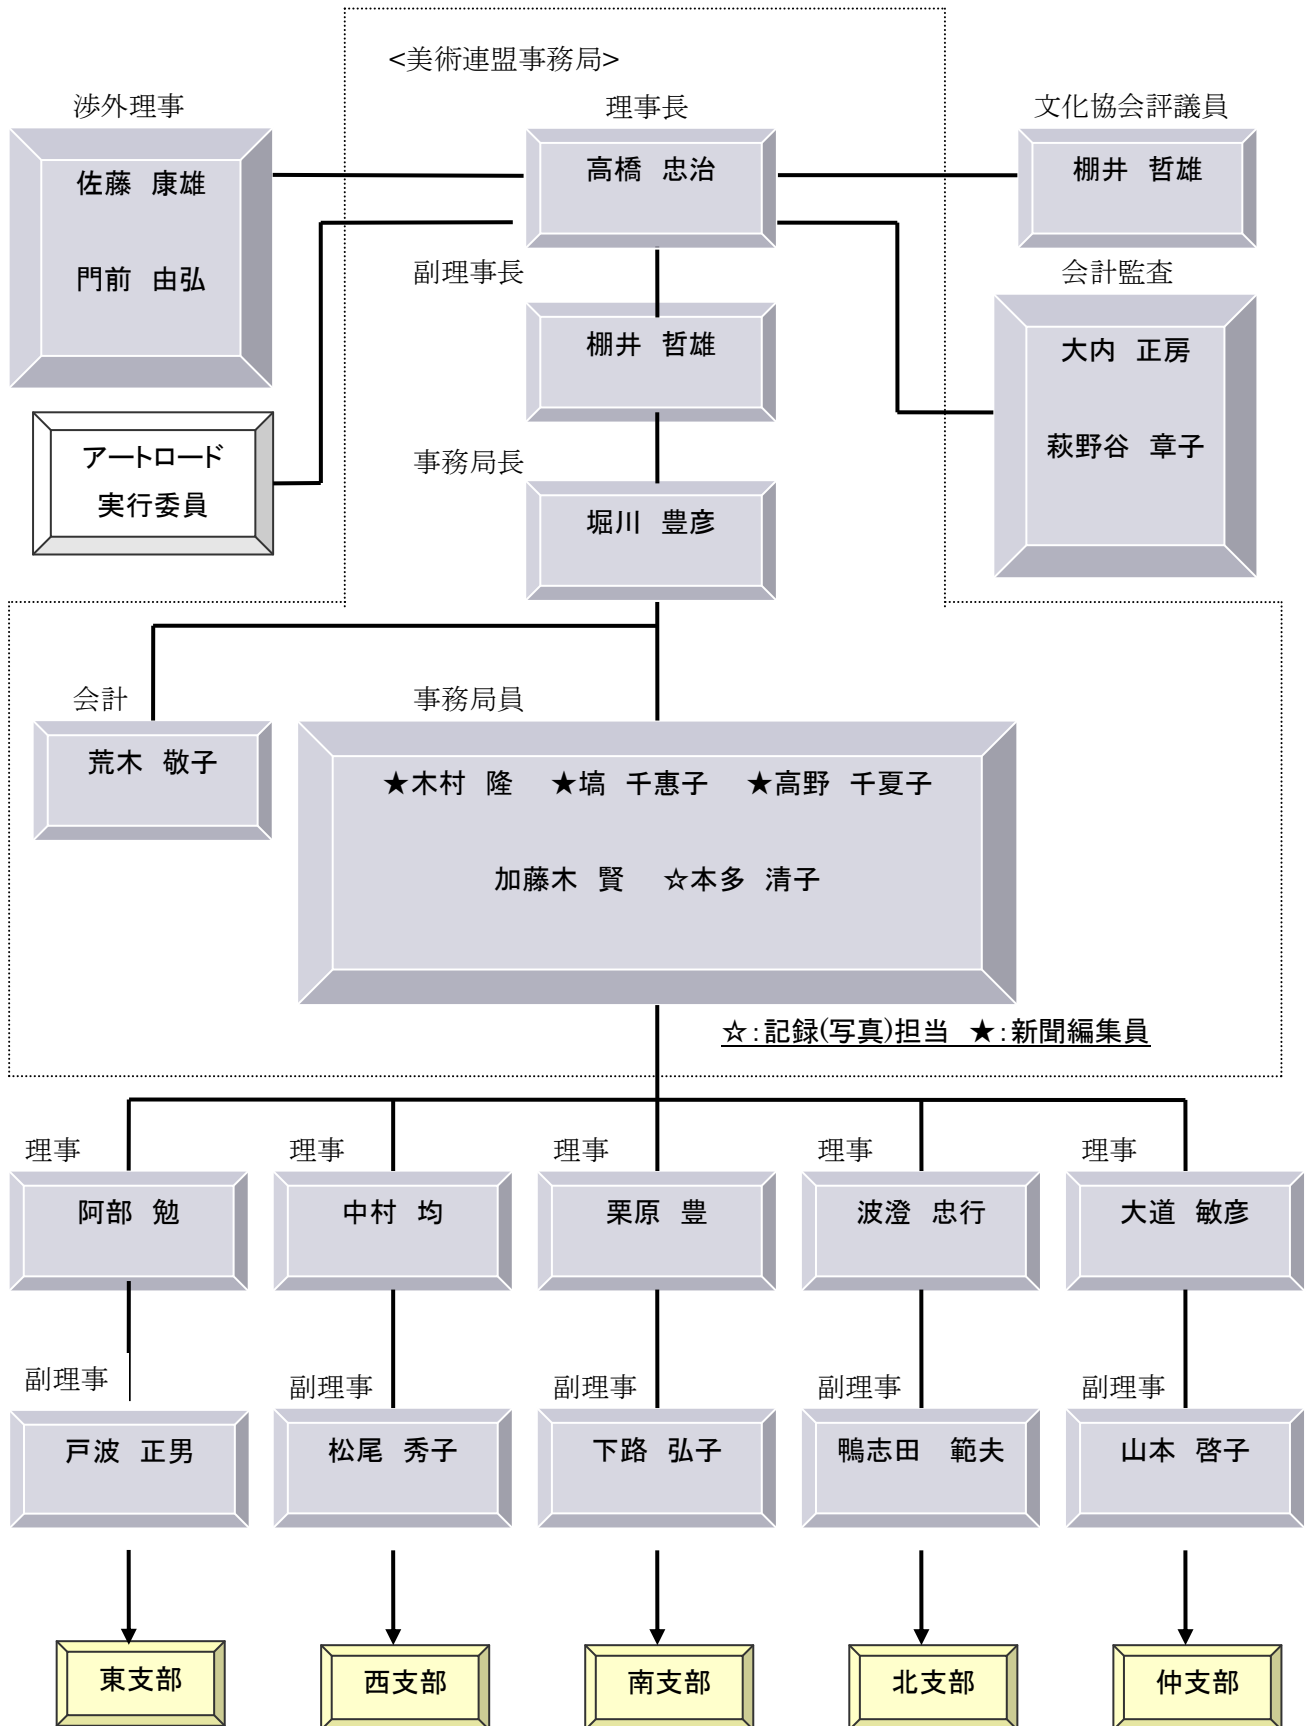 <美術連盟事務局>
渉外理事
理事長
文化協会評議員
佐藤　康雄
高橋　忠治
棚井　哲雄
門前　由弘
副理事長
会計監査
棚井　哲雄
大内　正房
アートロード
実行委員
事務局長
萩野谷　章子
堀川　豊彦
会計
事務局員
荒木　敬子
★木村　隆　★塙　千惠子　★高野　千夏子
加藤木　賢　☆本多　清子
☆:記録(写真)担当　★:新聞編集員
理事
理事
理事
理事
理事
阿部　勉
中村　均
栗原　豊
波澄　忠行
大道　敏彦
副理事
副理事
副理事
副理事
副理事
戸波　正男
松尾　秀子
下路　弘子
鴨志田　範夫
山本　啓子
東支部
西支部
南支部
北支部
仲支部